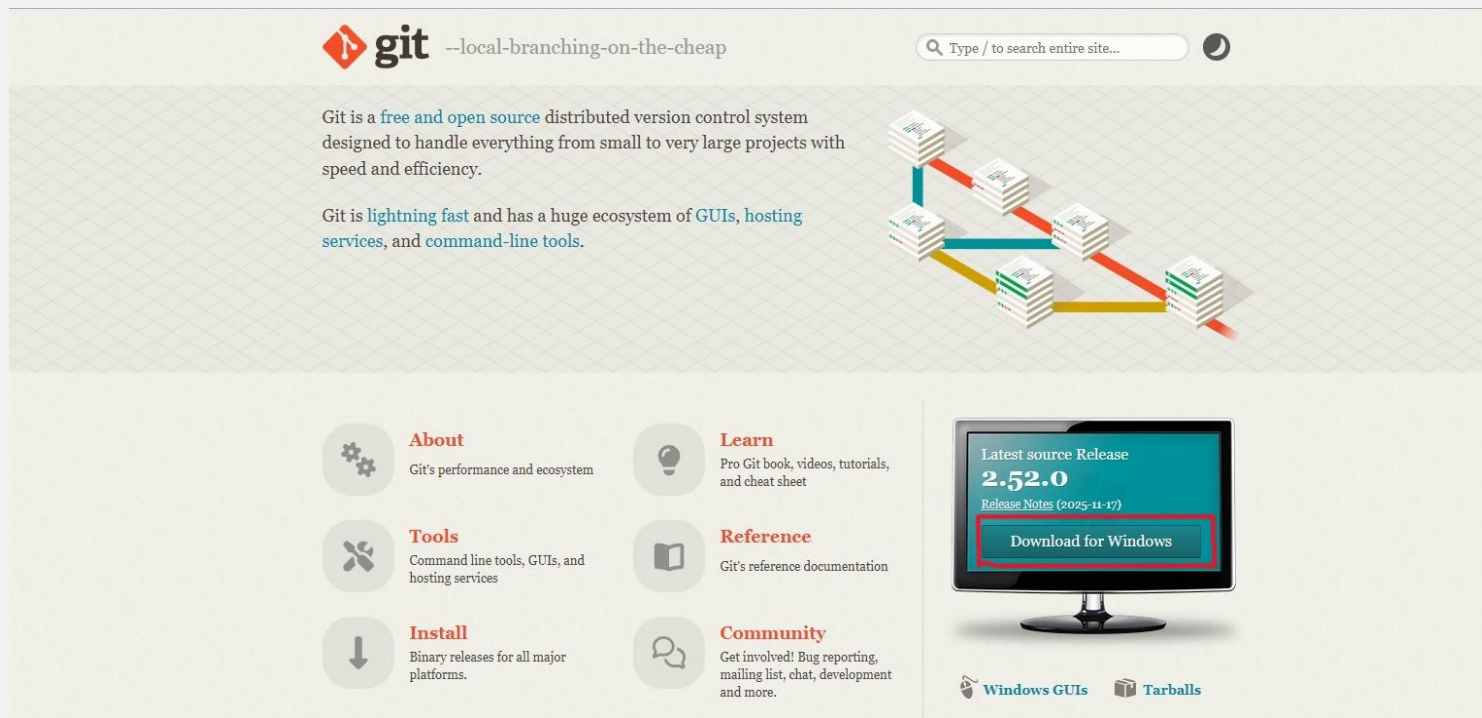 git --local-branching-on-the-cheap
Type / to search entire site...
Git is a free and open source distributed version control system
designed to handle everything from small to very large projects with
speed and efficiency.
Git is lightning fast and has a huge ecosystem of GUIs, hosting
services, and command-line tools.
About
Git's performance and ecosystem
Learn
Pro Git book, videos, tutorials,
and cheat sheet
Tools
Command line tools, GUIs, and
hosting services
Reference
Git's reference documentation
Install
Binary releases for all major
platforms.
Community
Get involved! Bug reporting,
mailing list, chat, development
and more.
Latest source Release
2.52.0
Release Notes (2025-11-17)
Download for Windows
Windows GUIs
Tarballs